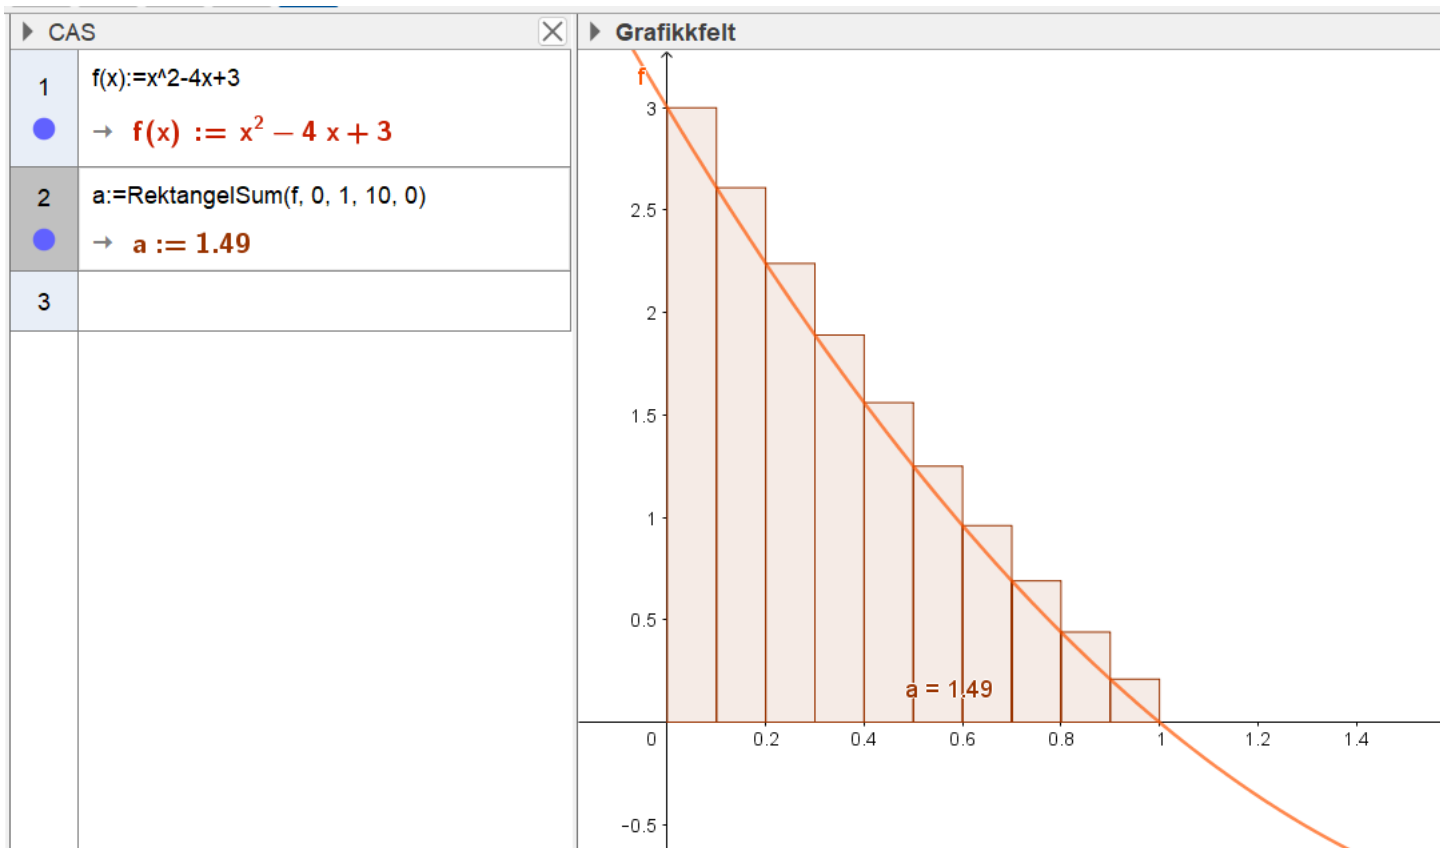 CAS
1
f(x):=x^2-4x+3
→ f(x) := x² − 4 x + 3
2
a:=RektangelSum(f, 0, 1, 10, 0)
→ a := 1.49
3
Grafikkfelt
f
3
2.5
2
1.5
1
0.5
a = 1.49
0 0.2 0.4 0.6 0.8 1 1.2 1.4
-0.5